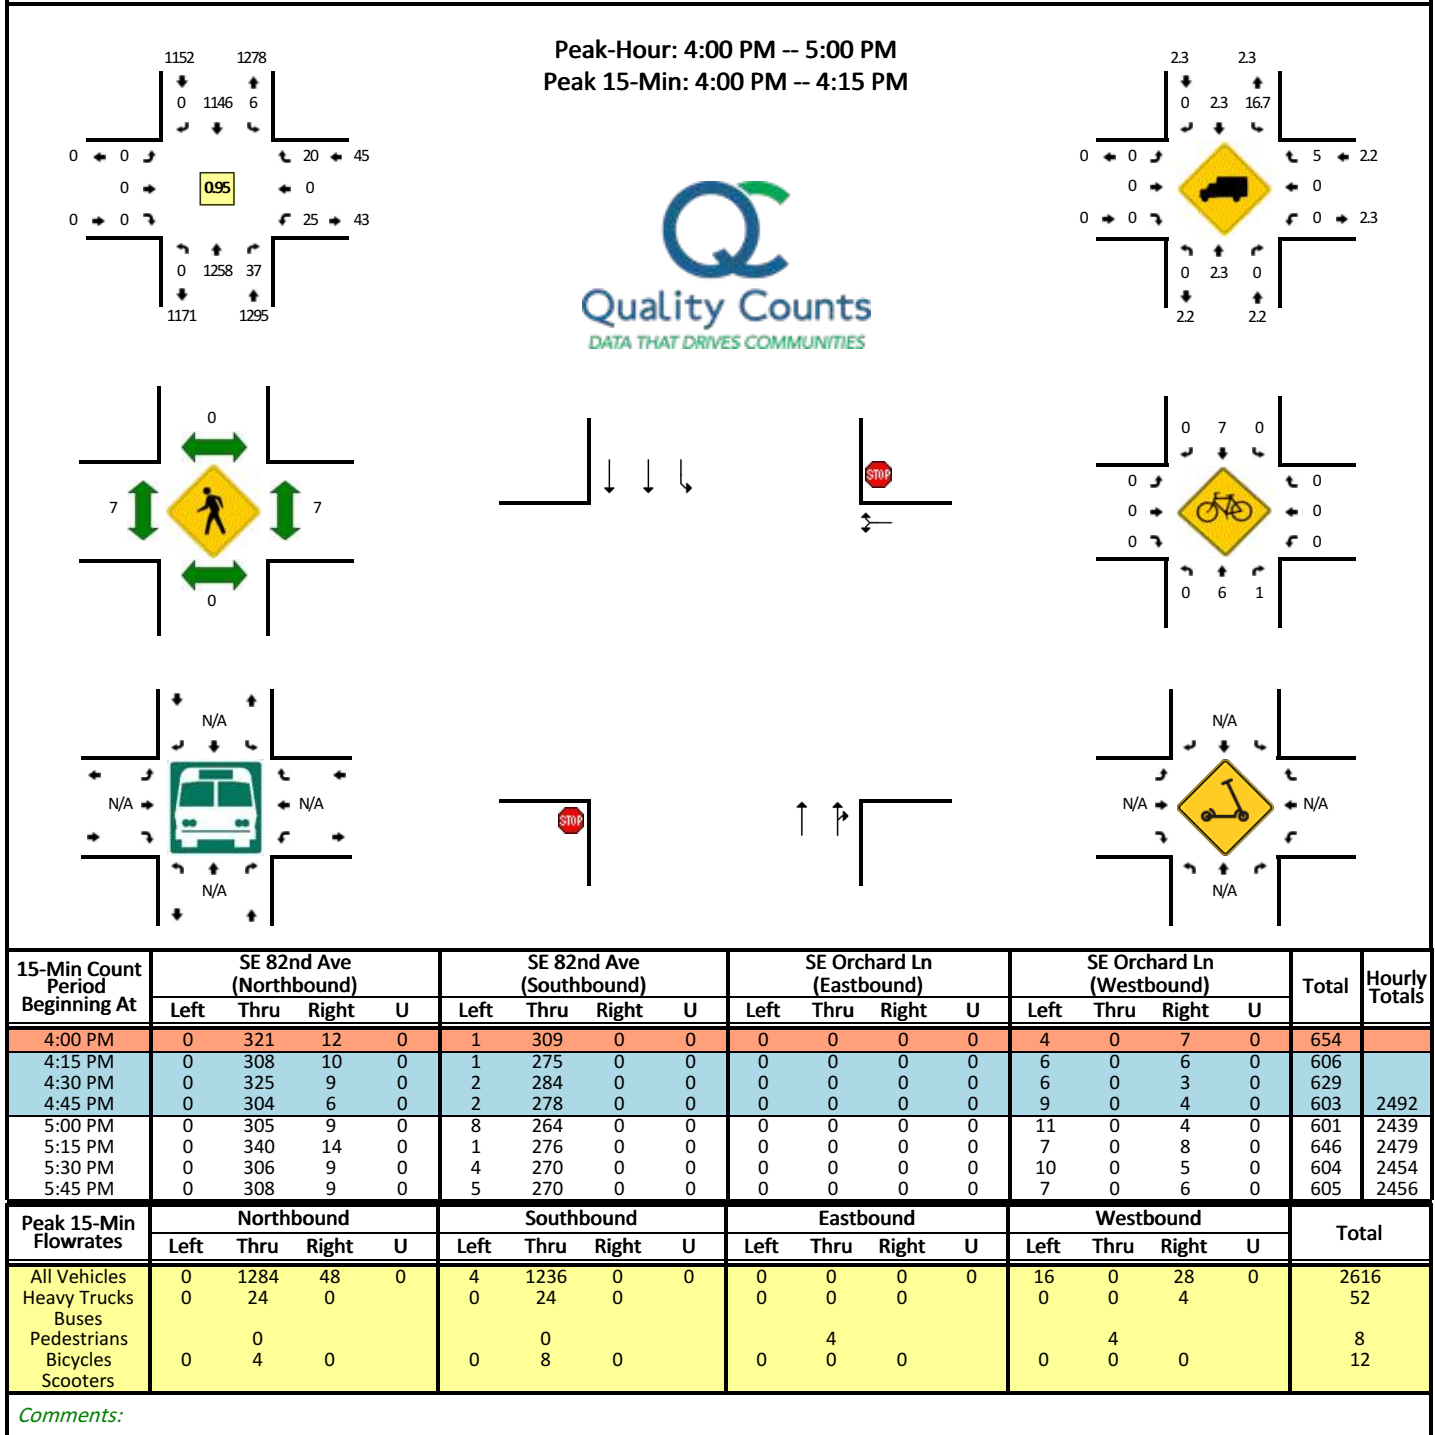 Peak-Hour: 4:00 PM -- 5:00 PM
Peak 15-Min: 4:00 PM -- 4:15 PM
1152 1278
0 1146 6
0 0 20 45
0 0.95 0
0 0 25 43
0 1258 37
1171 1295
QC
Quality Counts
DATA THAT DRIVES COMMUNITIES
2.3 2.3
0 2.3 16.7
0 0 5 2.2
0 0
0 0 0 2.3
0 2.3 0
2.2 2.2
0
7 7
0
STOP
0 7 0
0 0
0 0
0 0
0 6 1
N/A
N/A N/A
N/A
STOP
N/A
N/A N/A
N/A
15-Min Count Period Beginning At SE 82nd Ave (Northbound) SE 82nd Ave (Southbound) SE Orchard Ln (Eastbound) SE Orchard Ln (Westbound) Total Hourly Totals
Left Thru Right U Left Thru Right U Left Thru Right U Left Thru Right U
4:00 PM 0 321 12 0 1 309 0 0 0 0 0 0 4 0 7 0 654
4:15 PM 0 308 10 0 1 275 0 0 0 0 0 0 6 0 6 0 606
4:30 PM 0 325 9 0 2 284 0 0 0 0 0 0 6 0 3 0 629
4:45 PM 0 304 6 0 2 278 0 0 0 0 0 0 9 0 4 0 603 2492
5:00 PM 0 305 9 0 8 264 0 0 0 0 0 0 11 0 4 0 601 2439
5:15 PM 0 340 14 0 1 276 0 0 0 0 0 0 7 0 8 0 646 2479
5:30 PM 0 306 9 0 4 270 0 0 0 0 0 0 10 0 5 0 604 2454
5:45 PM 0 308 9 0 5 270 0 0 0 0 0 0 7 0 6 0 605 2456
Peak 15-Min Flowrates Northbound Southbound Eastbound Westbound Total
Left Thru Right U Left Thru Right U Left Thru Right U Left Thru Right U
All Vehicles 0 1284 48 0 4 1236 0 0 0 0 0 0 16 0 28 0 2616
Heavy Trucks 0 24 0 0 24 0 0 0 0 0 0 4 52
Buses
Pedestrians 0 0 4 4 8
Bicycles 0 4 0 0 8 0 0 0 0 0 0 0 12
Scooters
Comments: